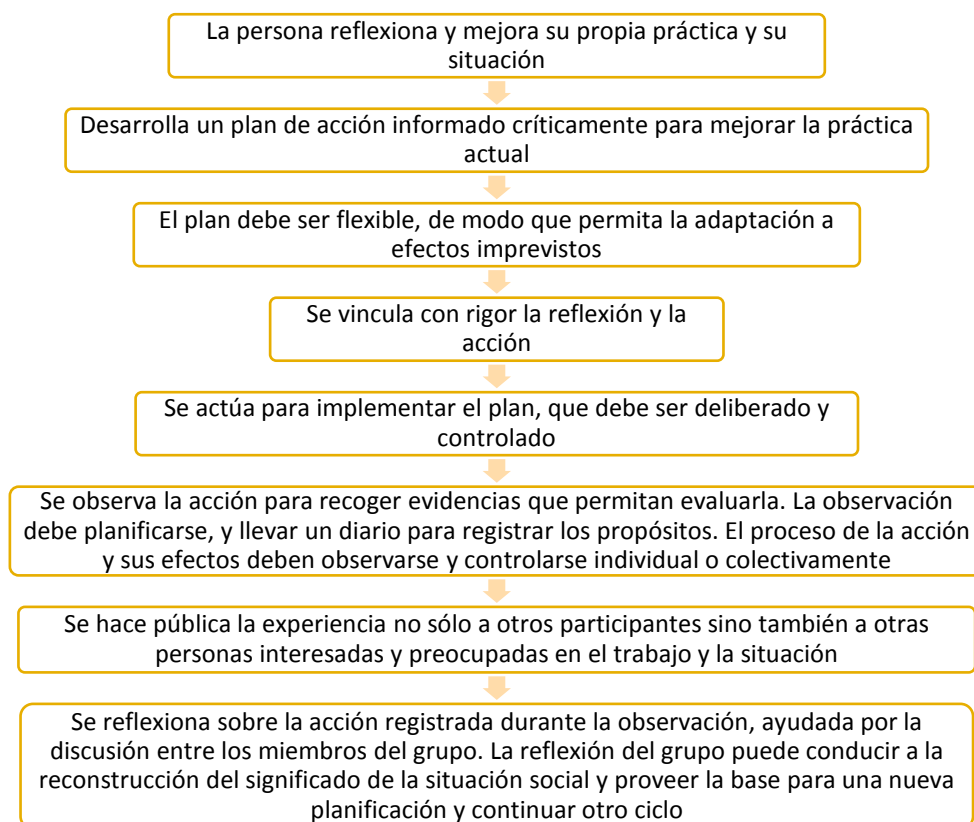 La persona reflexiona y mejora su propia práctica y su
situación
Desarrolla un plan de acción informado críticamente para mejorar la práctica
actual
El plan debe ser flexible, de modo que permita la adaptación a
efectos imprevistos
Se vincula con rigor la reflexión y la
acción
Se actúa para implementar el plan, que debe ser deliberado y
controlado
Se observa la acción para recoger evidencias que permitan evaluarla. La observación
debe planificarse, y llevar un diario para registrar los propósitos. El proceso de la acción
y sus efectos deben observarse y controlarse individual o colectivamente
Se hace pública la experiencia no sólo a otros participantes sino también a otras
personas interesadas y preocupadas en el trabajo y la situación
Se reflexiona sobre la acción registrada durante la observación, ayudada por la
discusión entre los miembros del grupo. La reflexión del grupo puede conducir a la
reconstrucción del significado de la situación social y proveer la base para una nueva
planificación y continuar otro ciclo